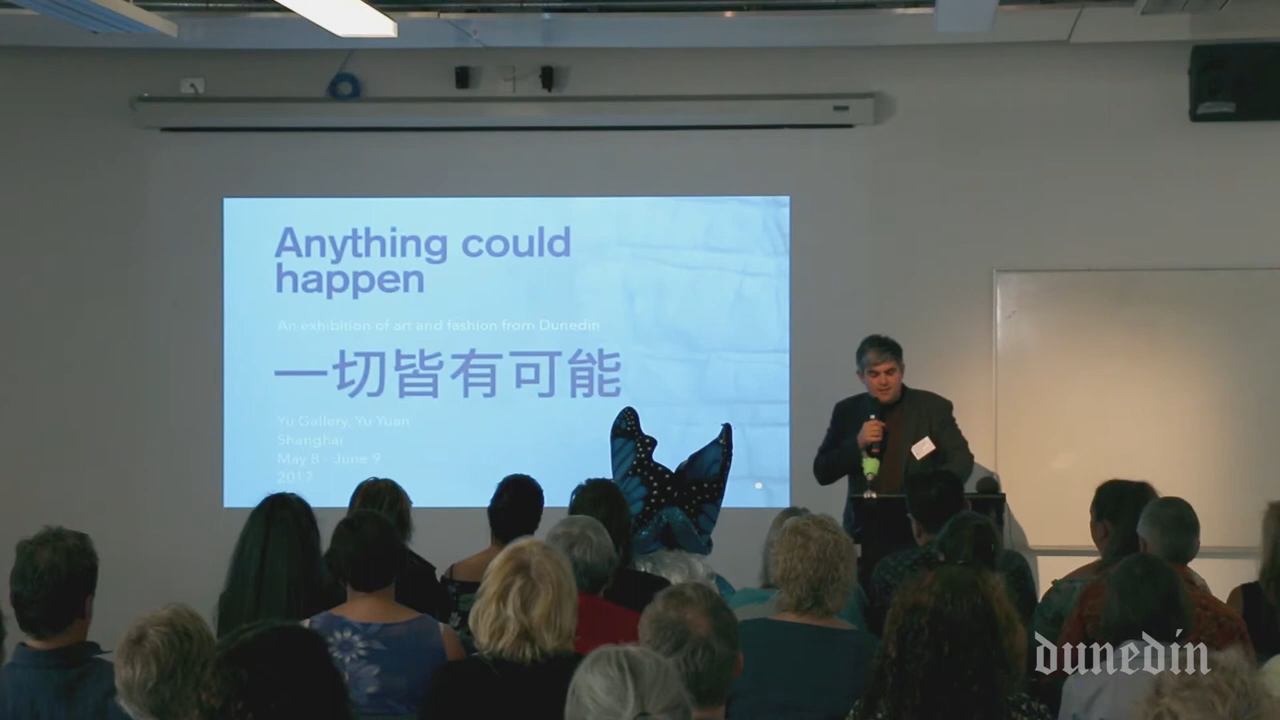 Anything could
happen
An exhibition of art and fashion from Dunedin
一切皆有可能
Yu Gallery, Yu Yuan
Shanghai
May 8 - June 9
2017
dunedin